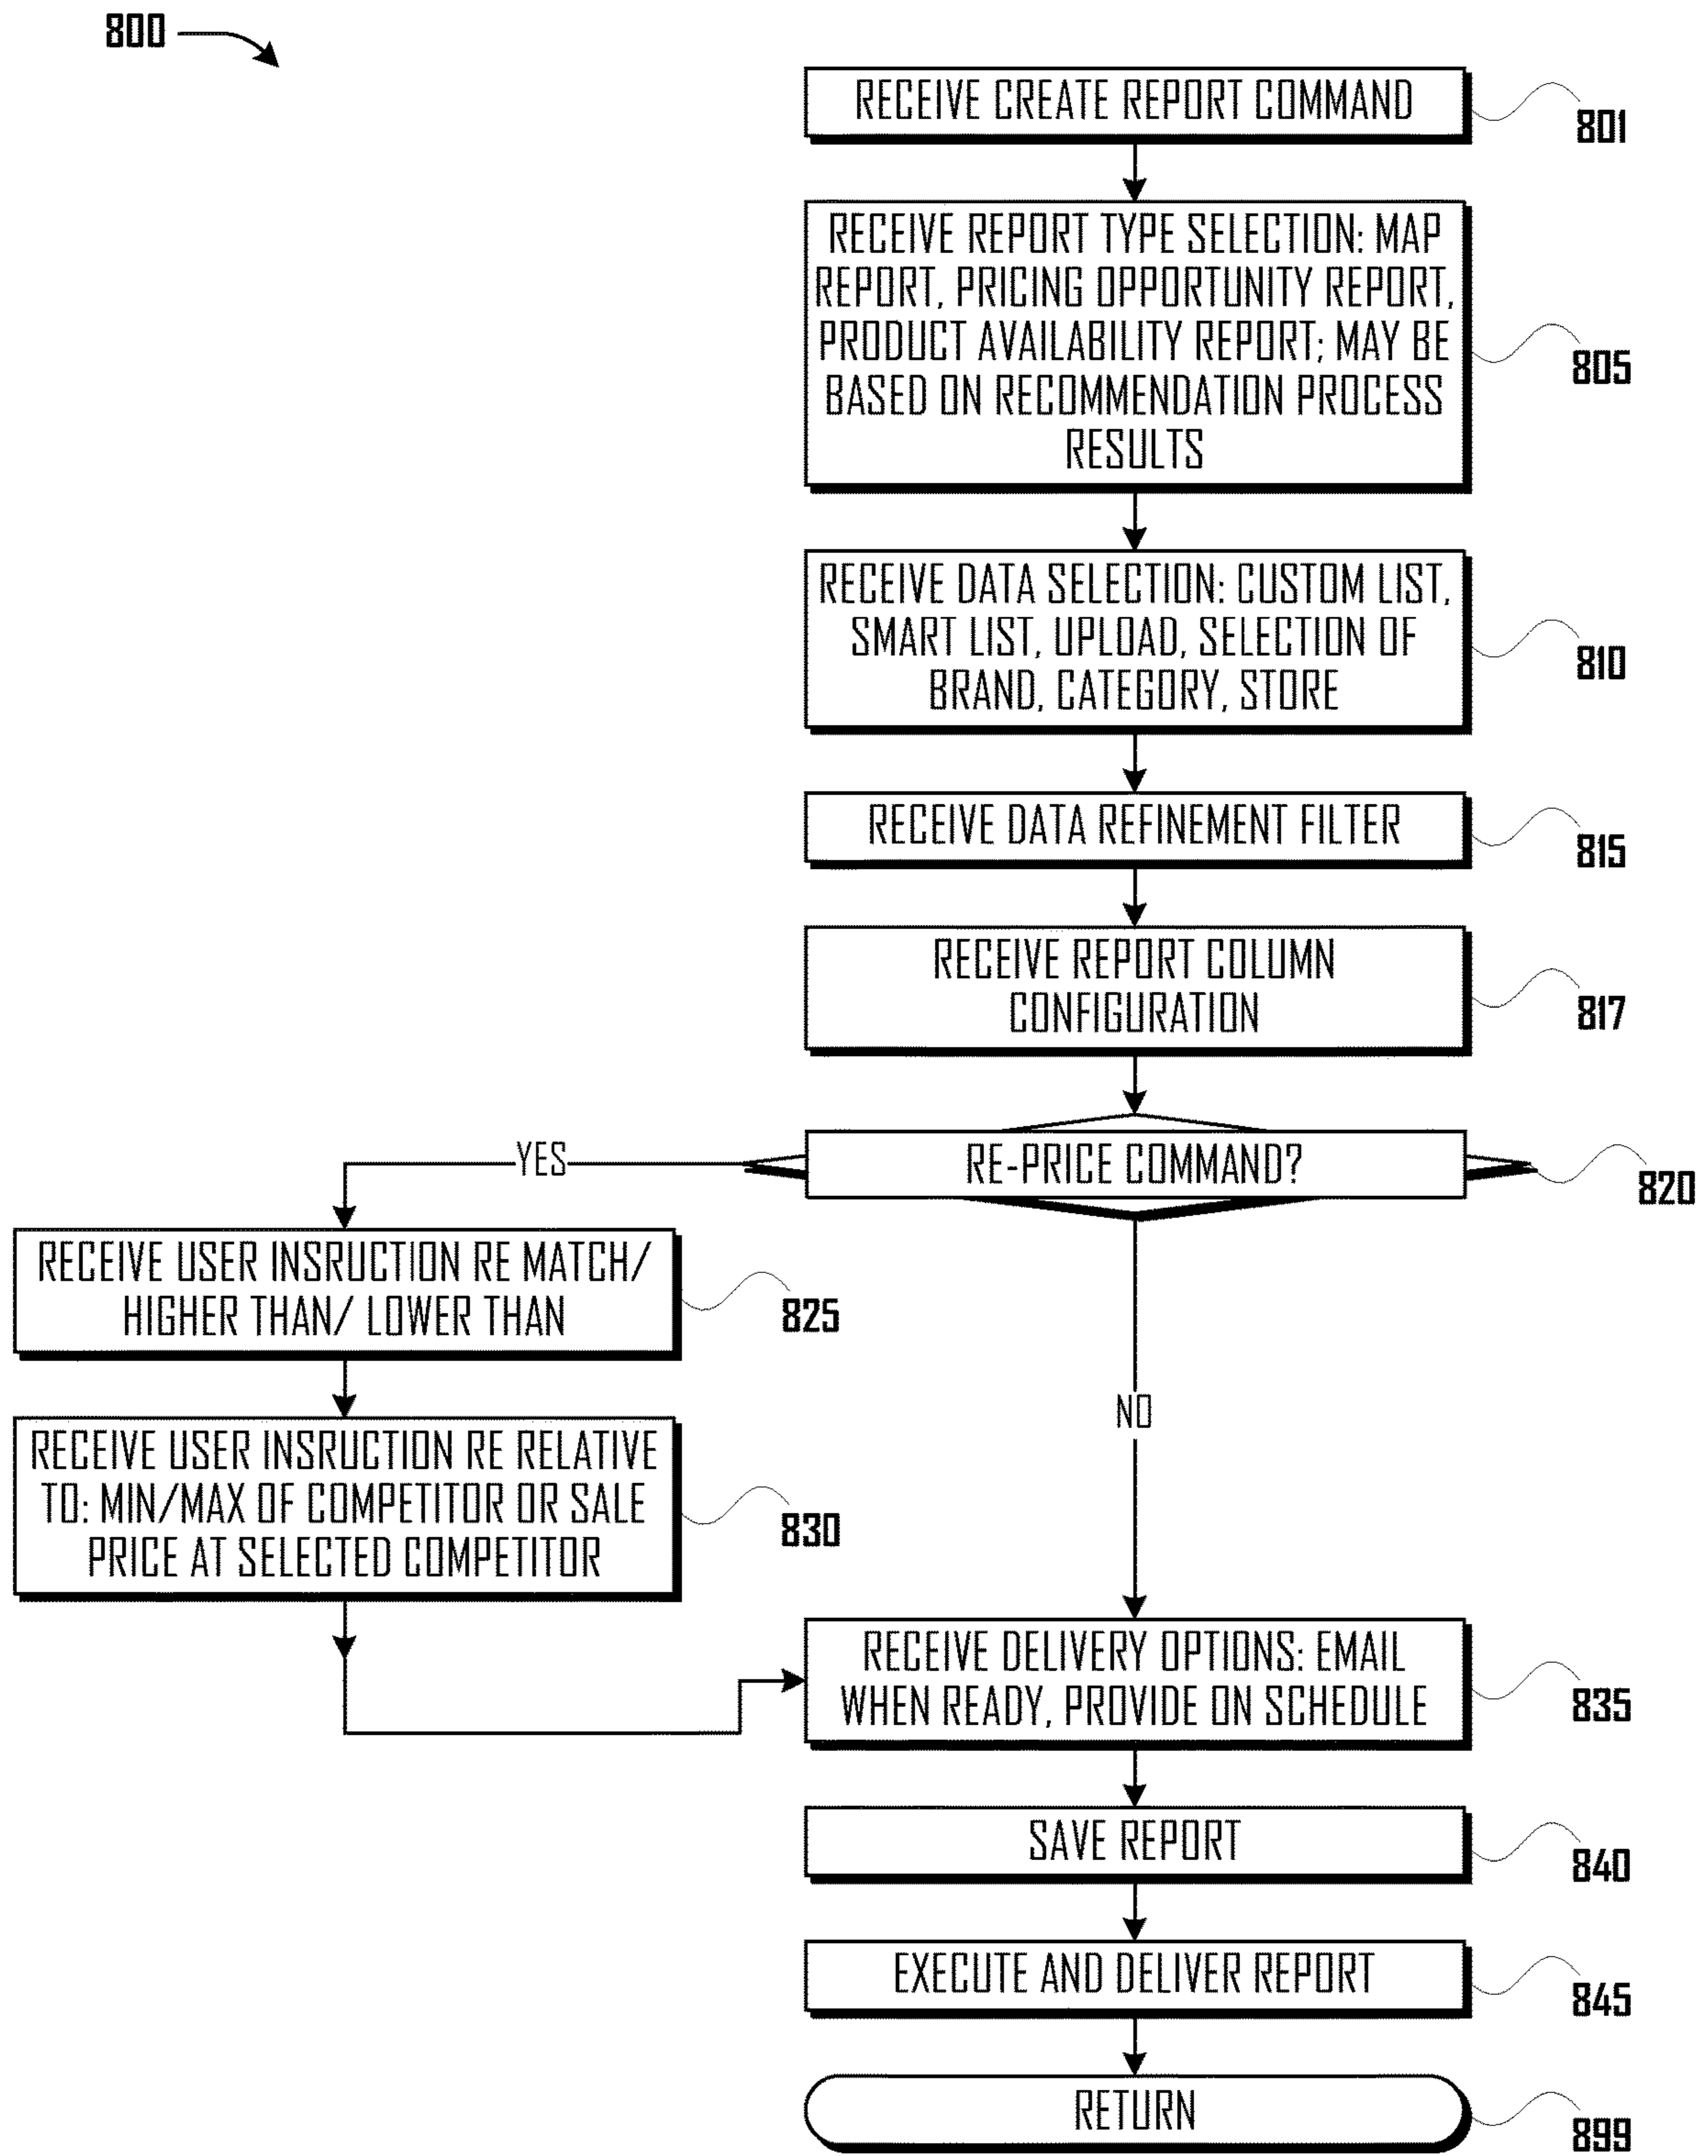 800
RECEIVE CREATE REPORT COMMAND
801
RECEIVE REPORT TYPE SELECTION: MAP
REPORT, PRICING OPPORTUNITY REPORT,
PRODUCT AVAILABILITY REPORT; MAY BE
BASED ON RECOMMENDATION PROCESS
RESULTS
805
RECEIVE DATA SELECTION: CUSTOM LIST,
SMART LIST, UPLOAD, SELECTION OF
BRAND, CATEGORY, STORE
810
RECEIVE DATA REFINEMENT FILTER
815
RECEIVE REPORT COLUMN
CONFIGURATION
817
RE-PRICE COMMAND?
820
YES
RECEIVE USER INSRUCTION RE MATCH/
HIGHER THAN/ LOWER THAN
825
NO
RECEIVE USER INSRUCTION RE RELATIVE
TO: MIN/MAX OF COMPETITOR OR SALE
PRICE AT SELECTED COMPETITOR
830
RECEIVE DELIVERY OPTIONS: EMAIL
WHEN READY, PROVIDE ON SCHEDULE
835
SAVE REPORT
840
EXECUTE AND DELIVER REPORT
845
RETURN
899